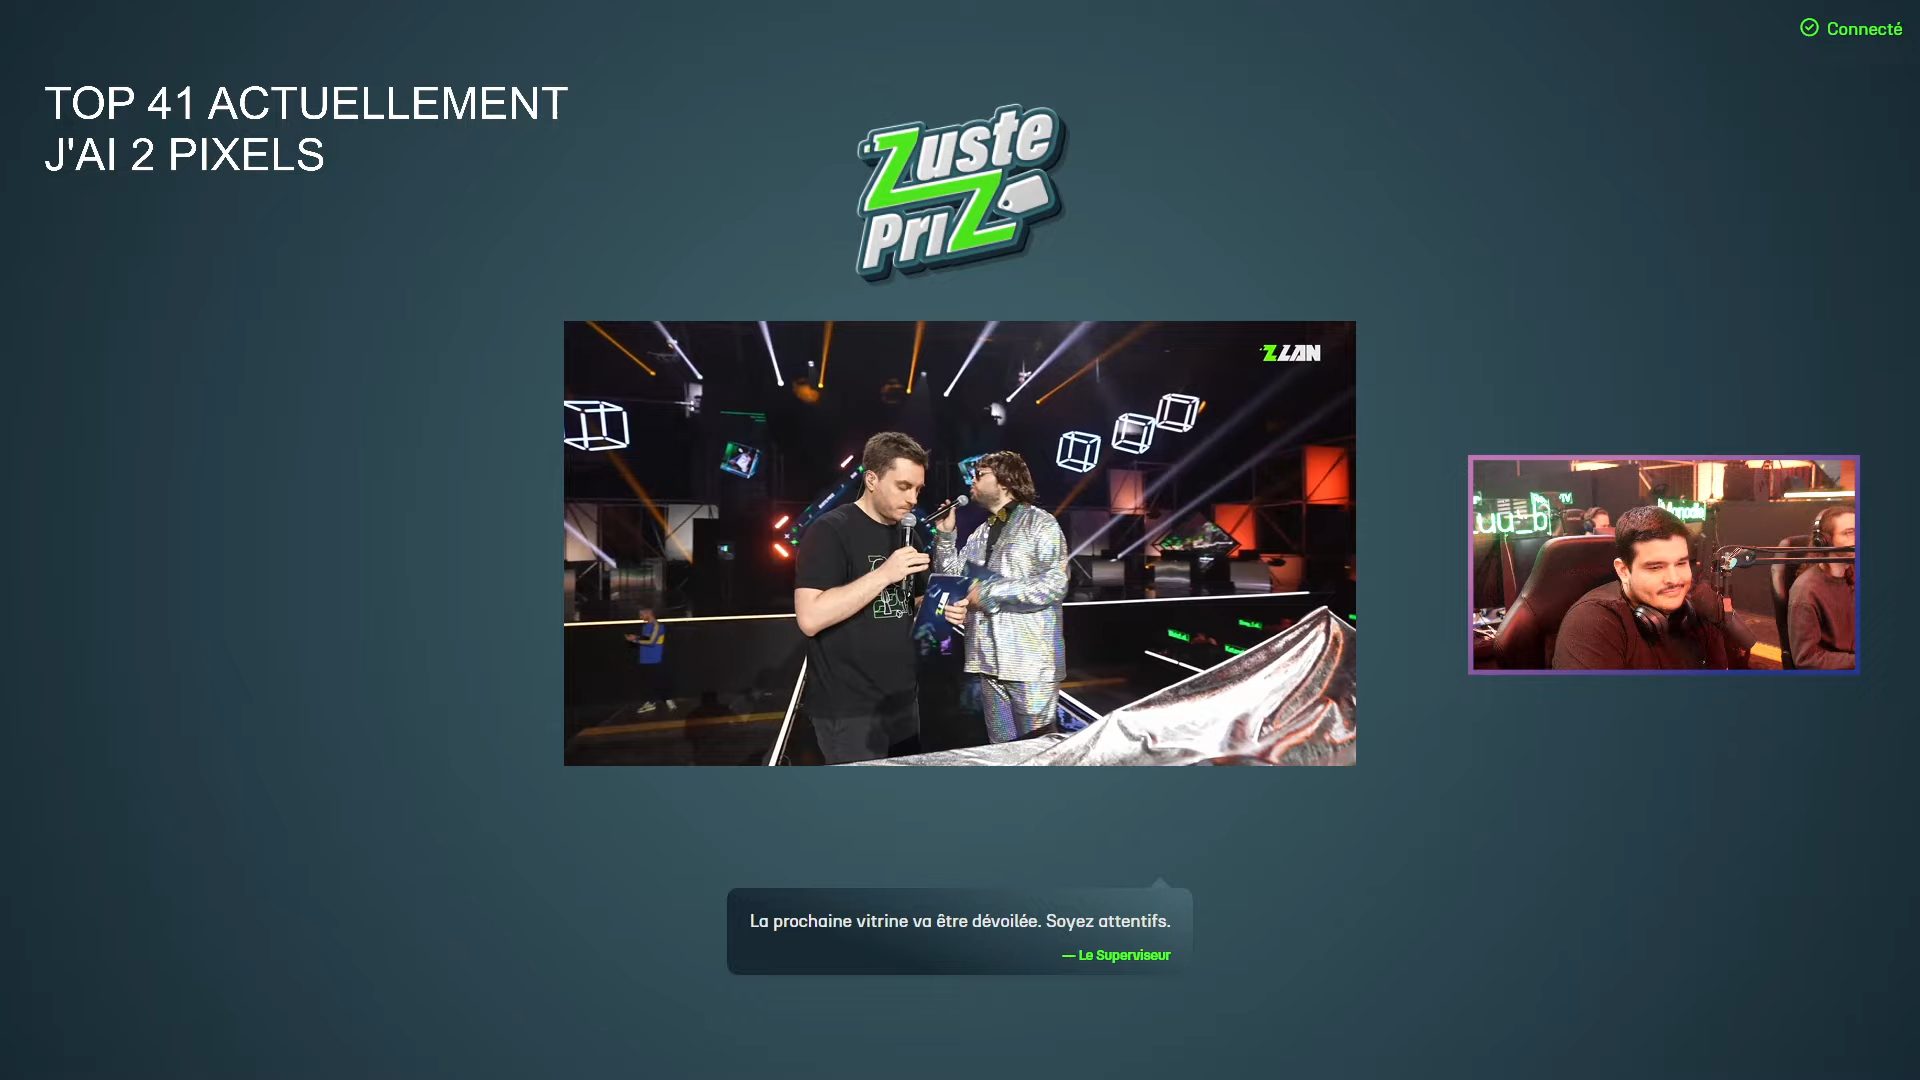 Connecté
TOP 41 ACTUELLEMENT
J'AI 2 PIXELS
Zuste
PriZ
ZLAN
uu_b
La prochaine vitrine va être dévoilée. Soyez attentifs.
— Le Superviseur